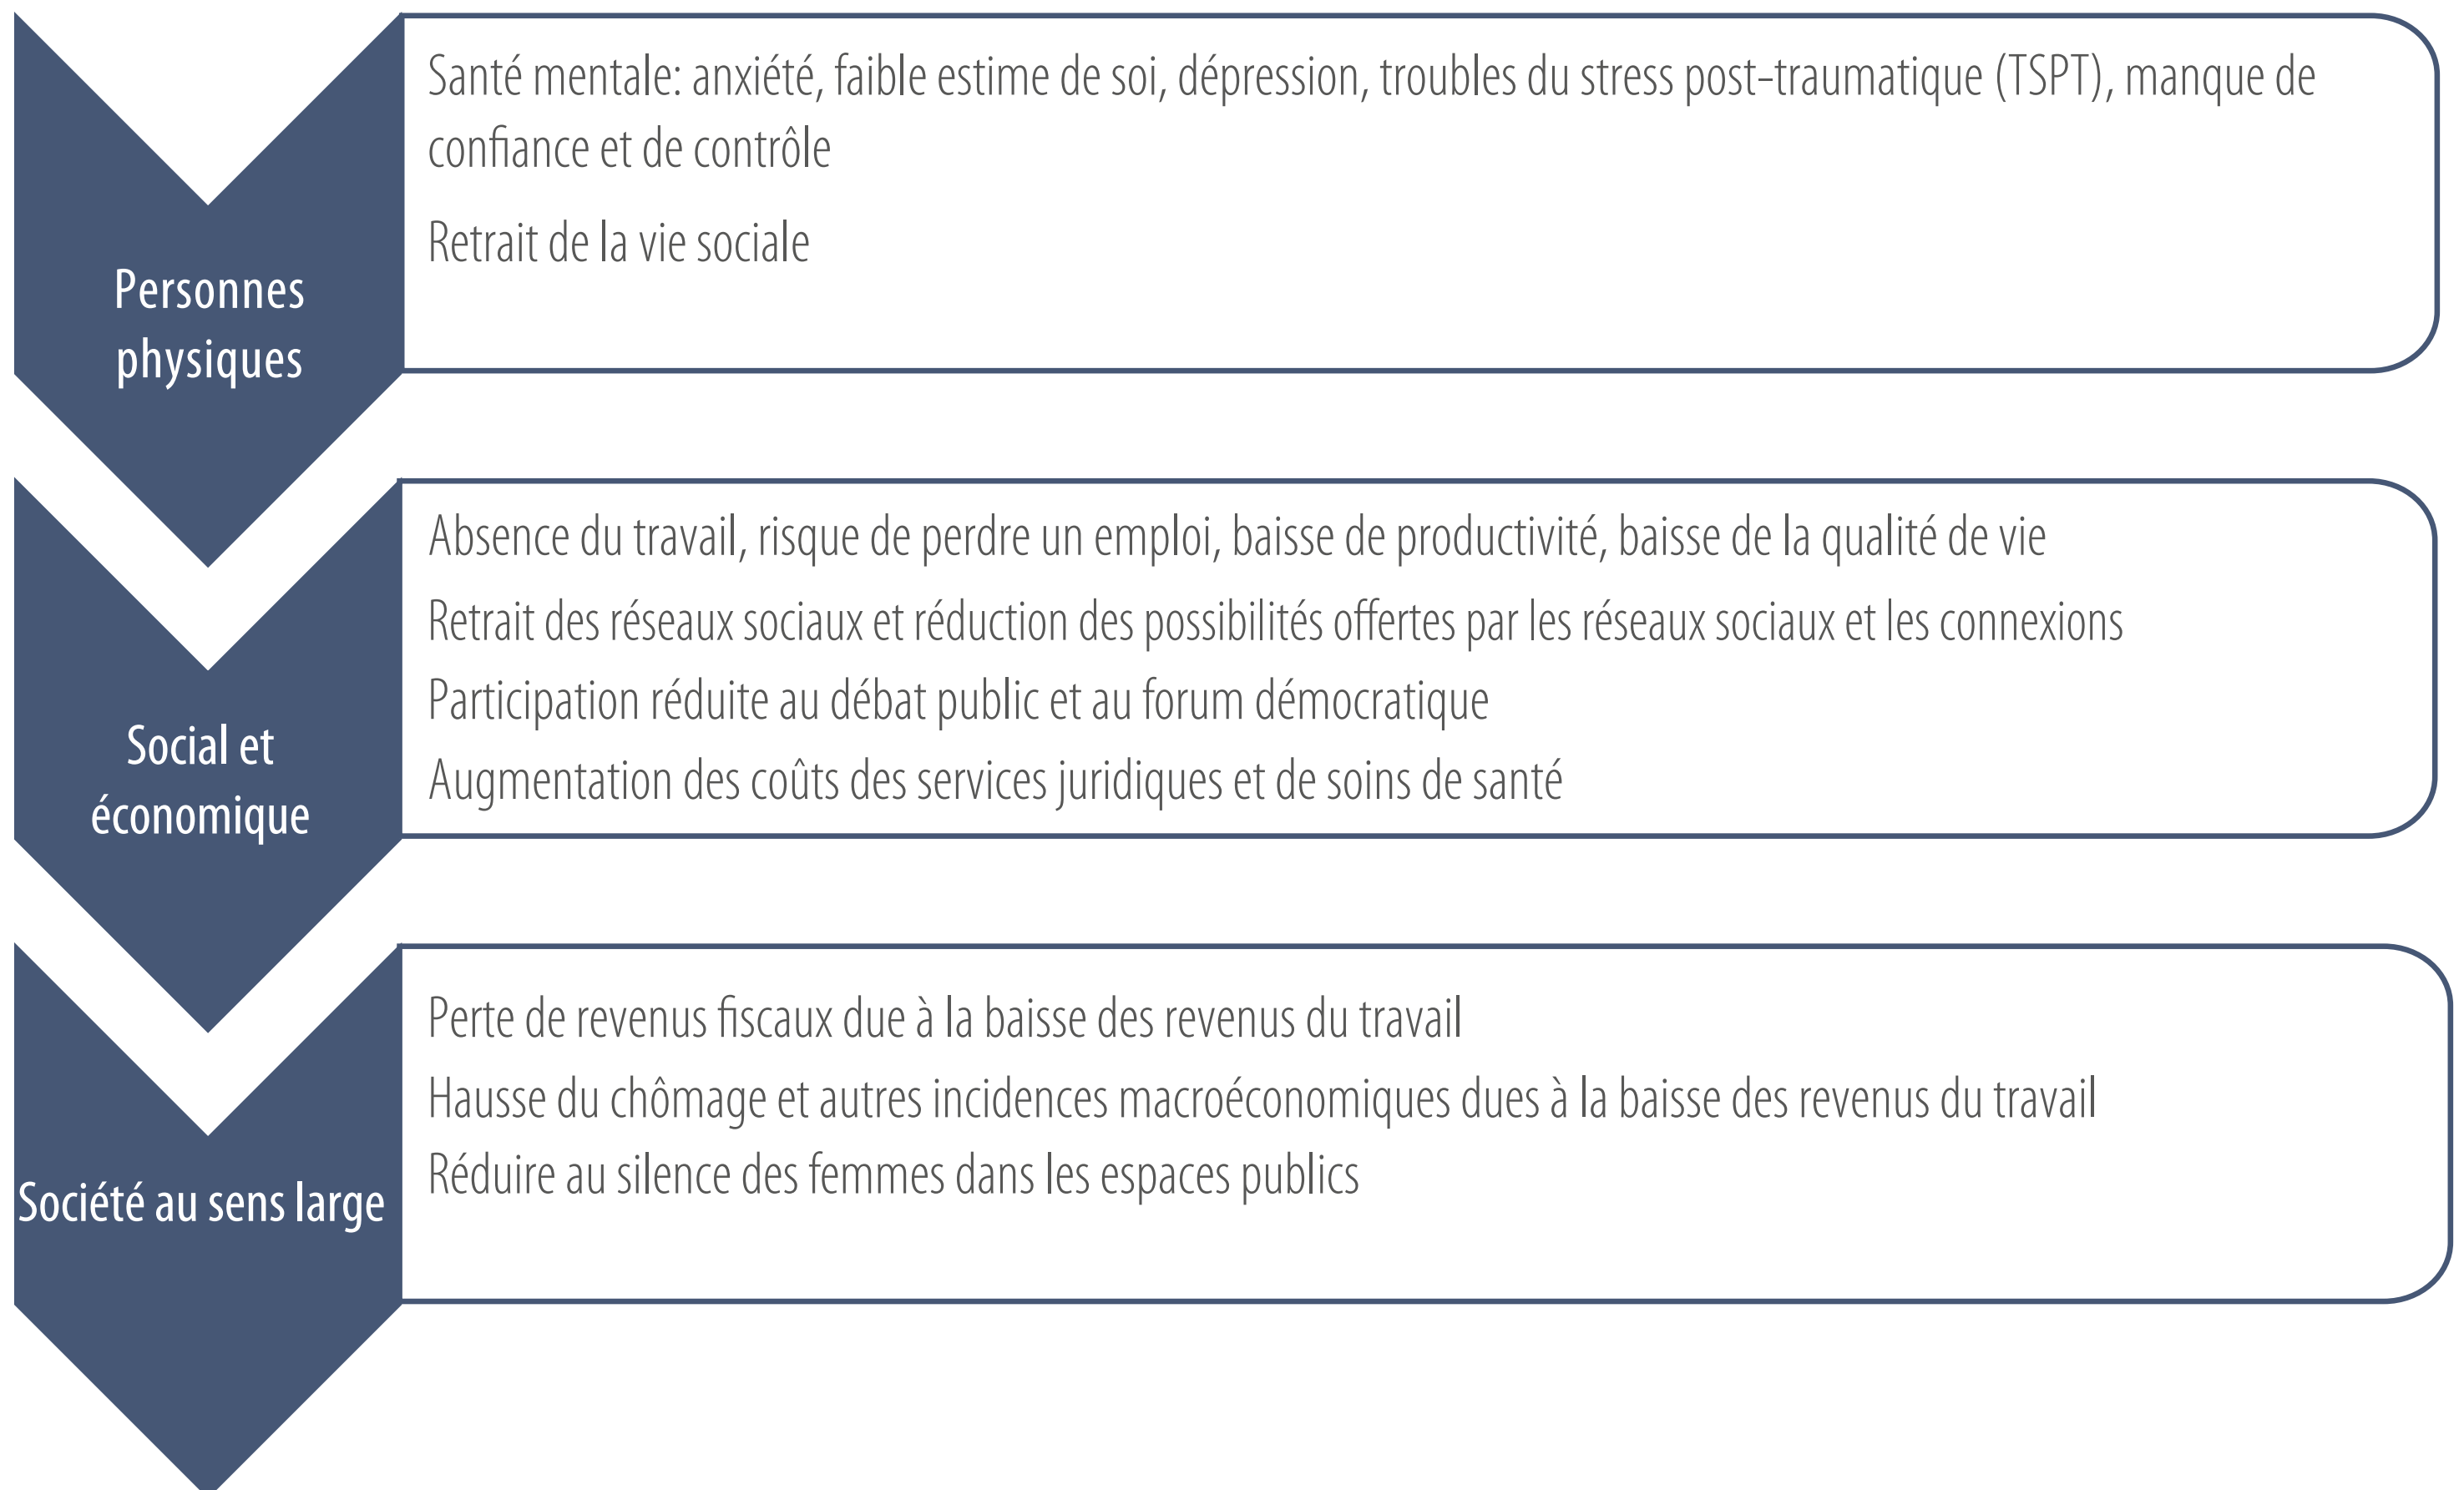 Personnes
physiques
Santé mentale: anxiété, faible estime de soi, dépression, troubles du stress post-traumatique (TSPT), manque de
confiance et de contrôle
Retrait de la vie sociale
Social et
économique
Absence du travail, risque de perdre un emploi, baisse de productivité, baisse de la qualité de vie
Retrait des réseaux sociaux et réduction des possibilités offertes par les réseaux sociaux et les connexions
Participation réduite au débat public et au forum démocratique
Augmentation des coûts des services juridiques et de soins de santé
Société au sens large
Perte de revenus fiscaux due à la baisse des revenus du travail
Hausse du chômage et autres incidences macroéconomiques dues à la baisse des revenus du travail
Réduire au silence des femmes dans les espaces publics